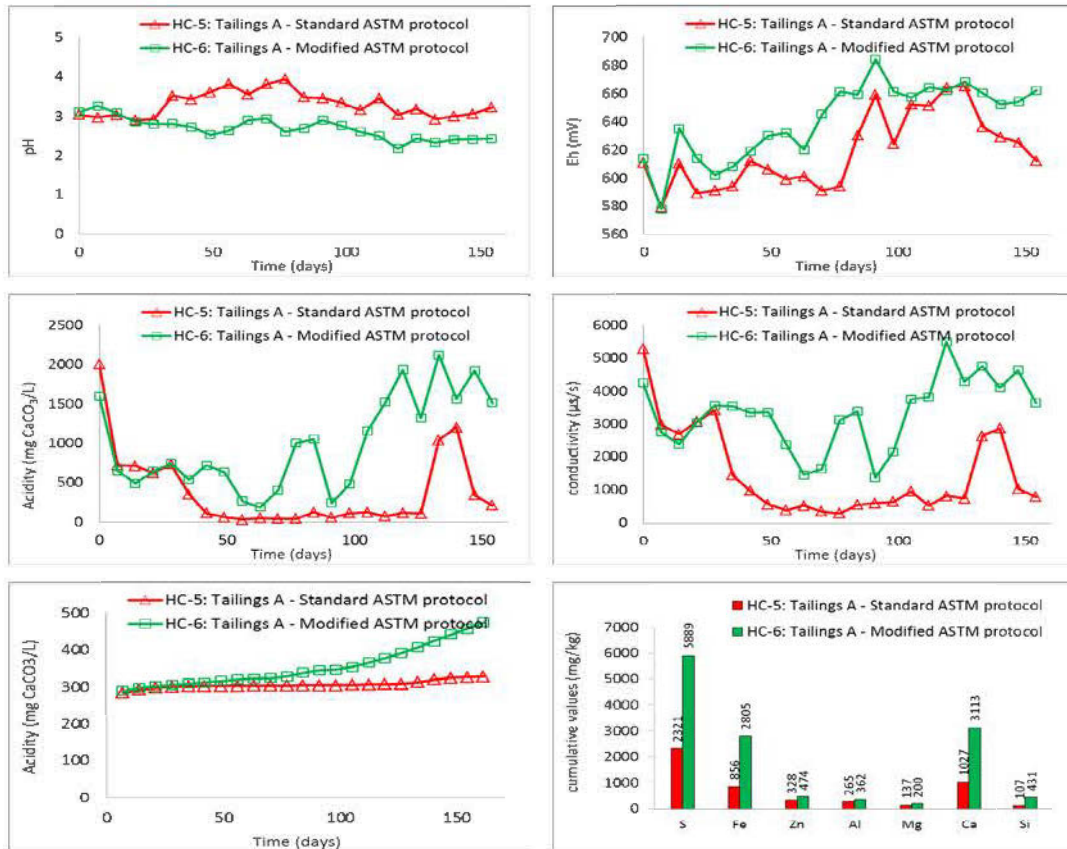 HC-5: Tailings A - Standard ASTM protocol
HC-6: Tailings A - Modified ASTM protocol
5
4
3
2
1
0
pH
0 50 100 150
Time (days)
HC-5: Tailings A - Standard ASTM protocol
HC-6: Tailings A - Modified ASTM protocol
700
680
660
640
620
600
580
560
Eh (mV)
0 50 100 150
Time (days)
HC-5: Tailings A - Standard ASTM protocol
HC-6: Tailings A - Modified ASTM protocol
2500
2000
1500
1000
500
0
Acidity (mg CaCO₃/L)
0 50 100 150
Time (days)
HC-5: Tailings A - Standard ASTM protocol
HC-6: Tailings A - Modified ASTM protocol
6000
5000
4000
3000
2000
1000
0
conductivity (µs/s)
0 50 100 150
Time (days)
HC-5: Tailings A - Standard ASTM protocol
HC-6: Tailings A - Modified ASTM protocol
500
400
300
200
100
0
Acidity (mg CaCO3/L)
0 50 100 150
Time (days)
HC-5: Tailings A - Standard ASTM protocol
HC-6: Tailings A - Modified ASTM protocol
7000
6000
5000
4000
3000
2000
1000
0
cumulative values (mg/kg)
2321 5889 856 2805 328 474 265 362 137 200 1027 3113 107 431
S Fe Zn Al Mg Ca Si